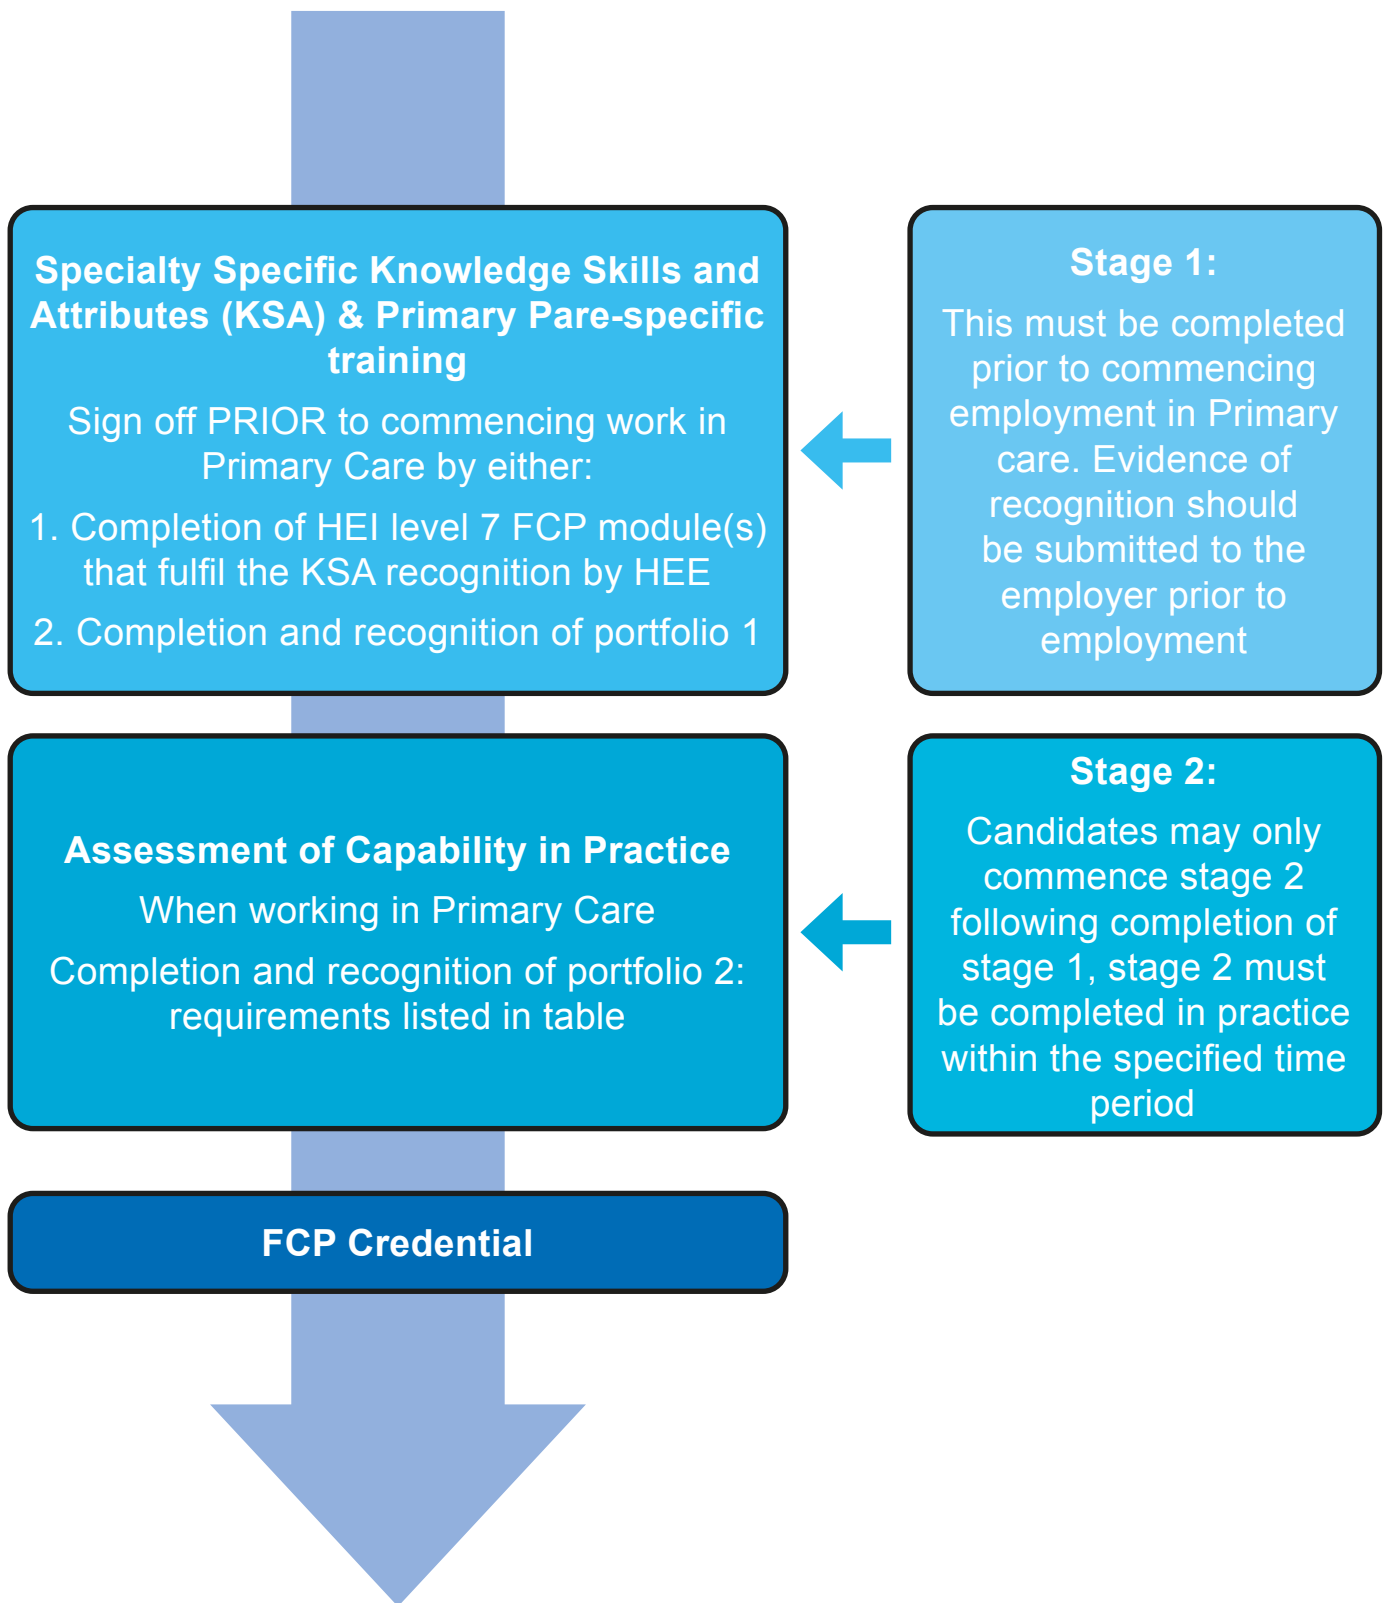 Specialty Specific Knowledge Skills and
Attributes (KSA) & Primary Pare-specific
training
Sign off PRIOR to commencing work in
Primary Care by either:
1. Completion of HEI level 7 FCP module(s)
that fulfil the KSA recognition by HEE
2. Completion and recognition of portfolio 1
Stage 1:
This must be completed
prior to commencing
employment in Primary
care. Evidence of
recognition should
be submitted to the
employer prior to
employment
Assessment of Capability in Practice
When working in Primary Care
Completion and recognition of portfolio 2:
requirements listed in table
Stage 2:
Candidates may only
commence stage 2
following completion of
stage 1, stage 2 must
be completed in practice
within the specified time
period
FCP Credential